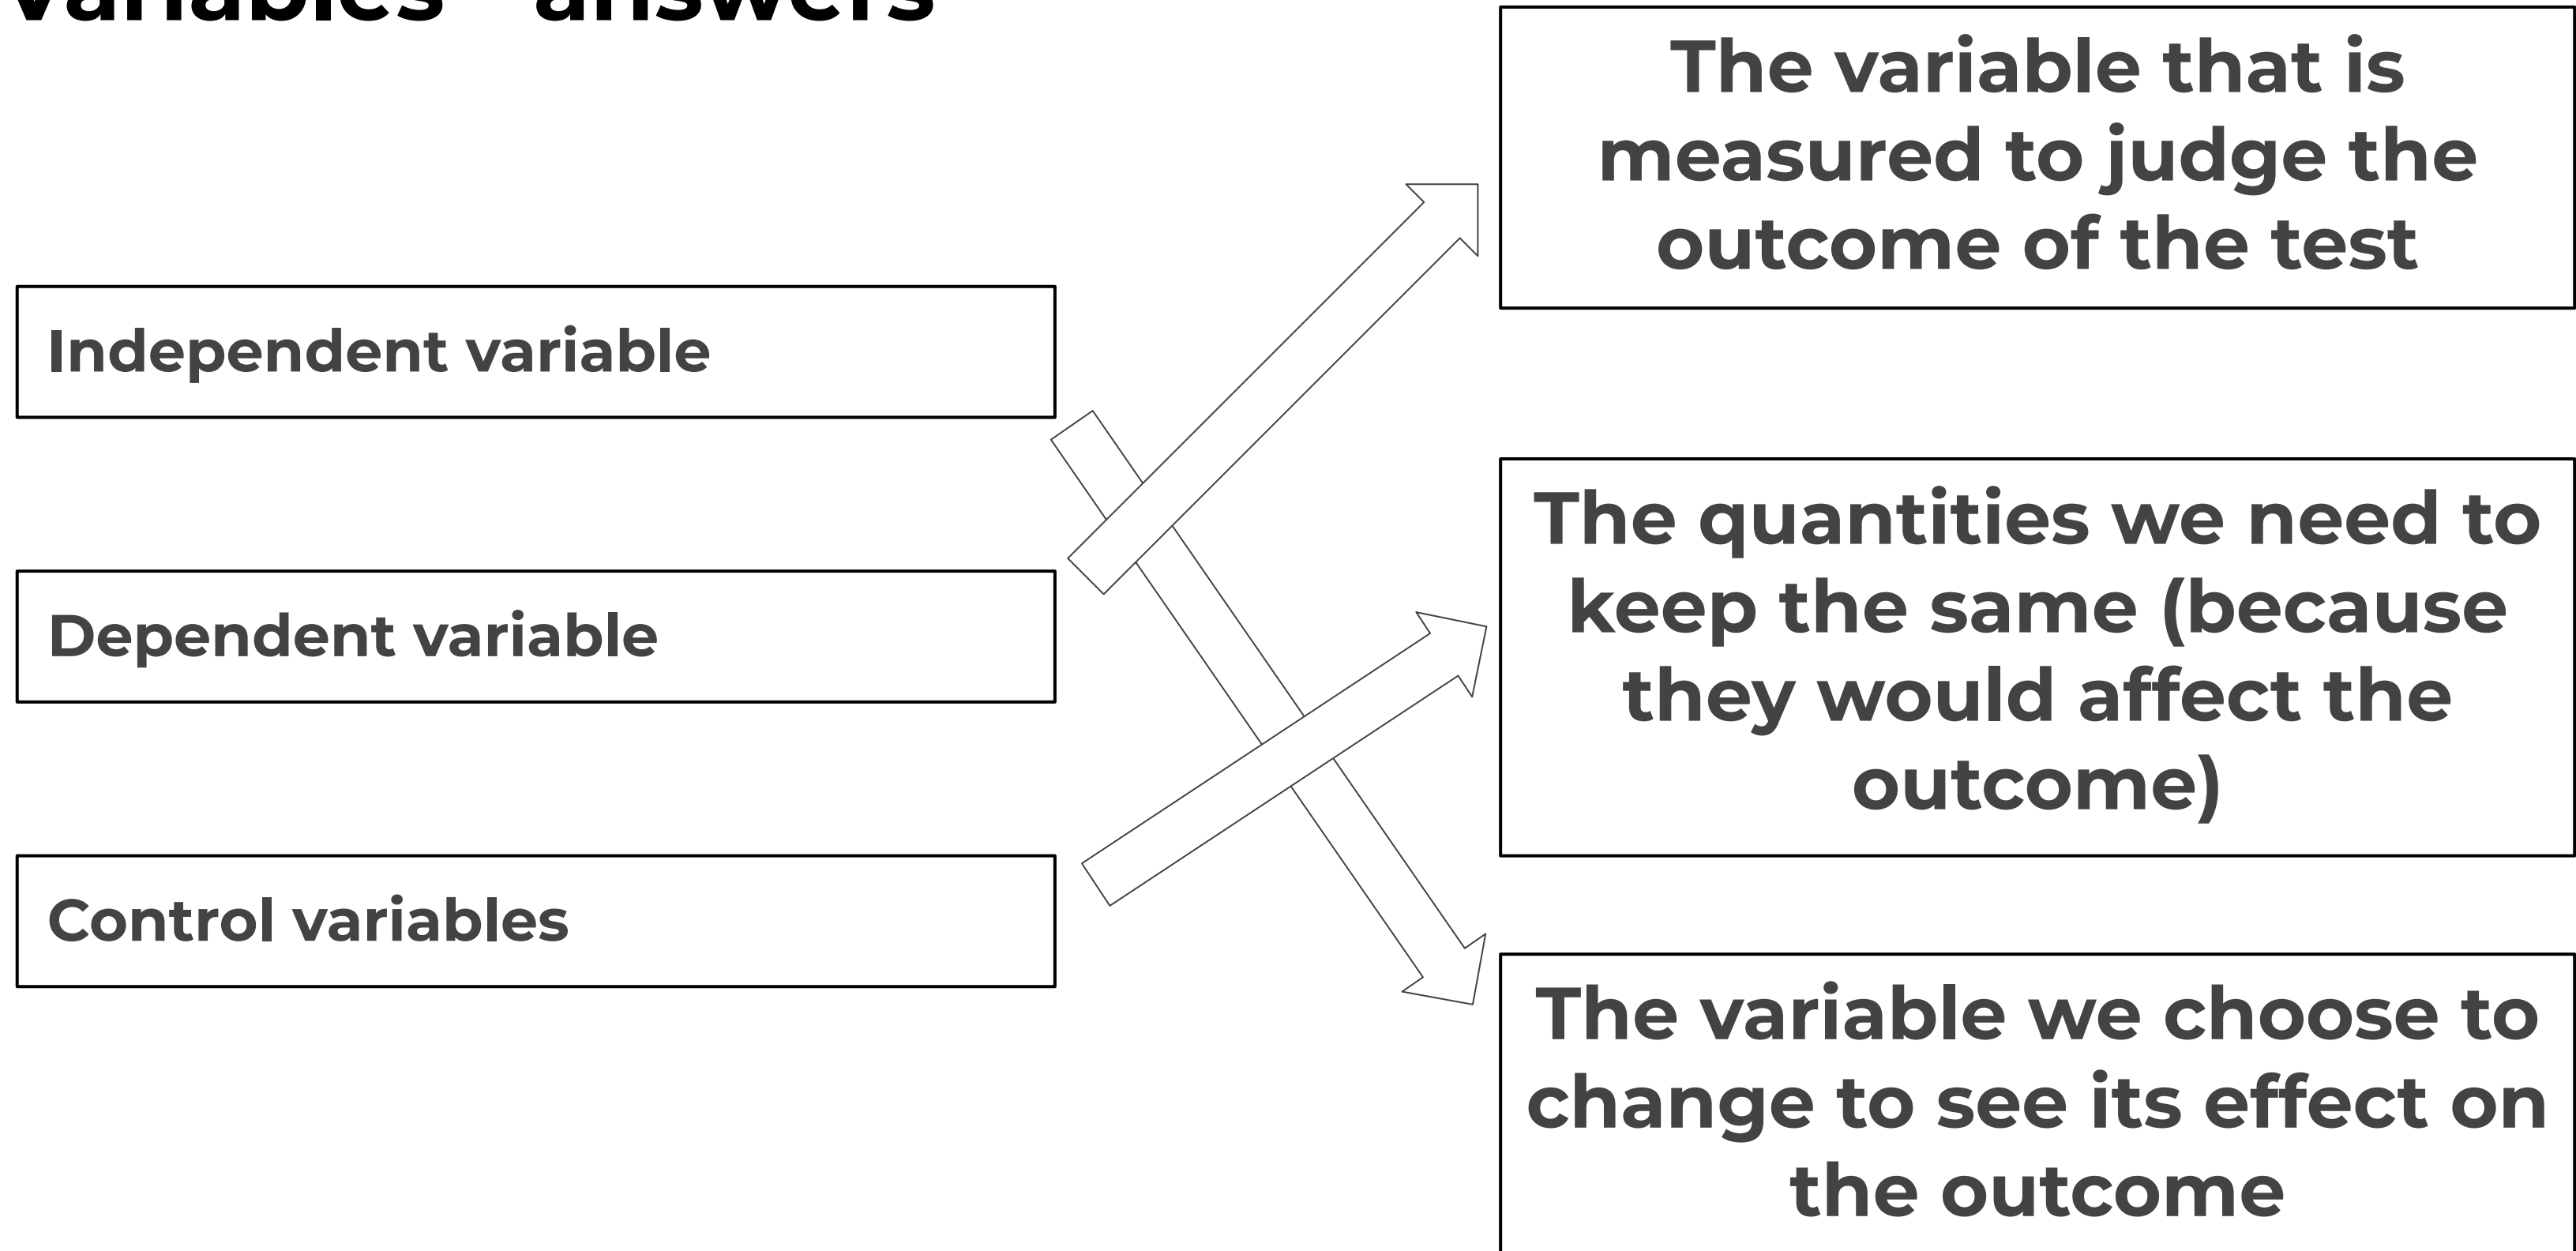 variables - answers
Independent variable
Dependent variable
Control variables
The variable that is
measured to judge the
outcome of the test
The quantities we need to
keep the same (because
they would affect the
outcome)
The variable we choose to
change to see its effect on
the outcome